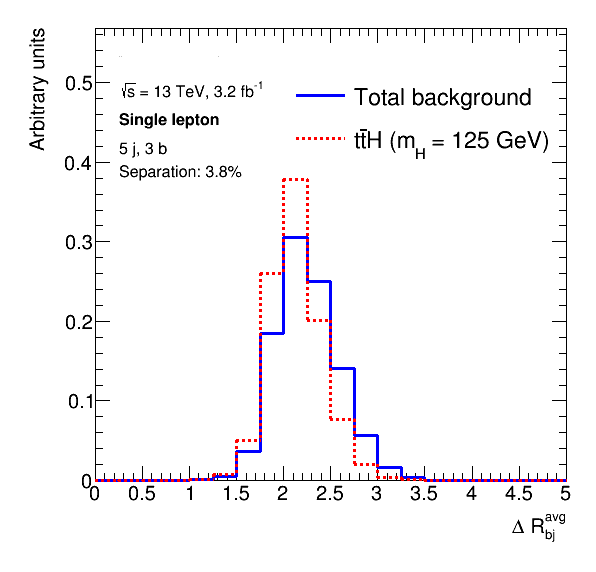 Arbitrary units
0.5
0.4
0.3
0.2
0.1
0
√s = 13 TeV, 3.2 fb⁻¹
Single lepton
5 j, 3 b
Separation: 3.8%
Total background
tt̄H (m_H = 125 GeV)
0 0.5 1 1.5 2 2.5 3 3.5 4 4.5 5
Δ R_bj^avg